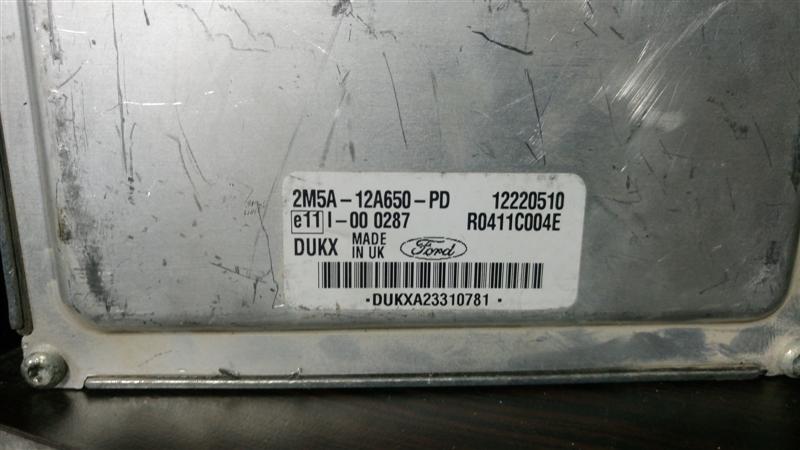 2M5A-12A650-PD 12220510
e11 I-00 0287 R0411C004E
DUKX MADE IN UK Ford
-DUKXA23310781-